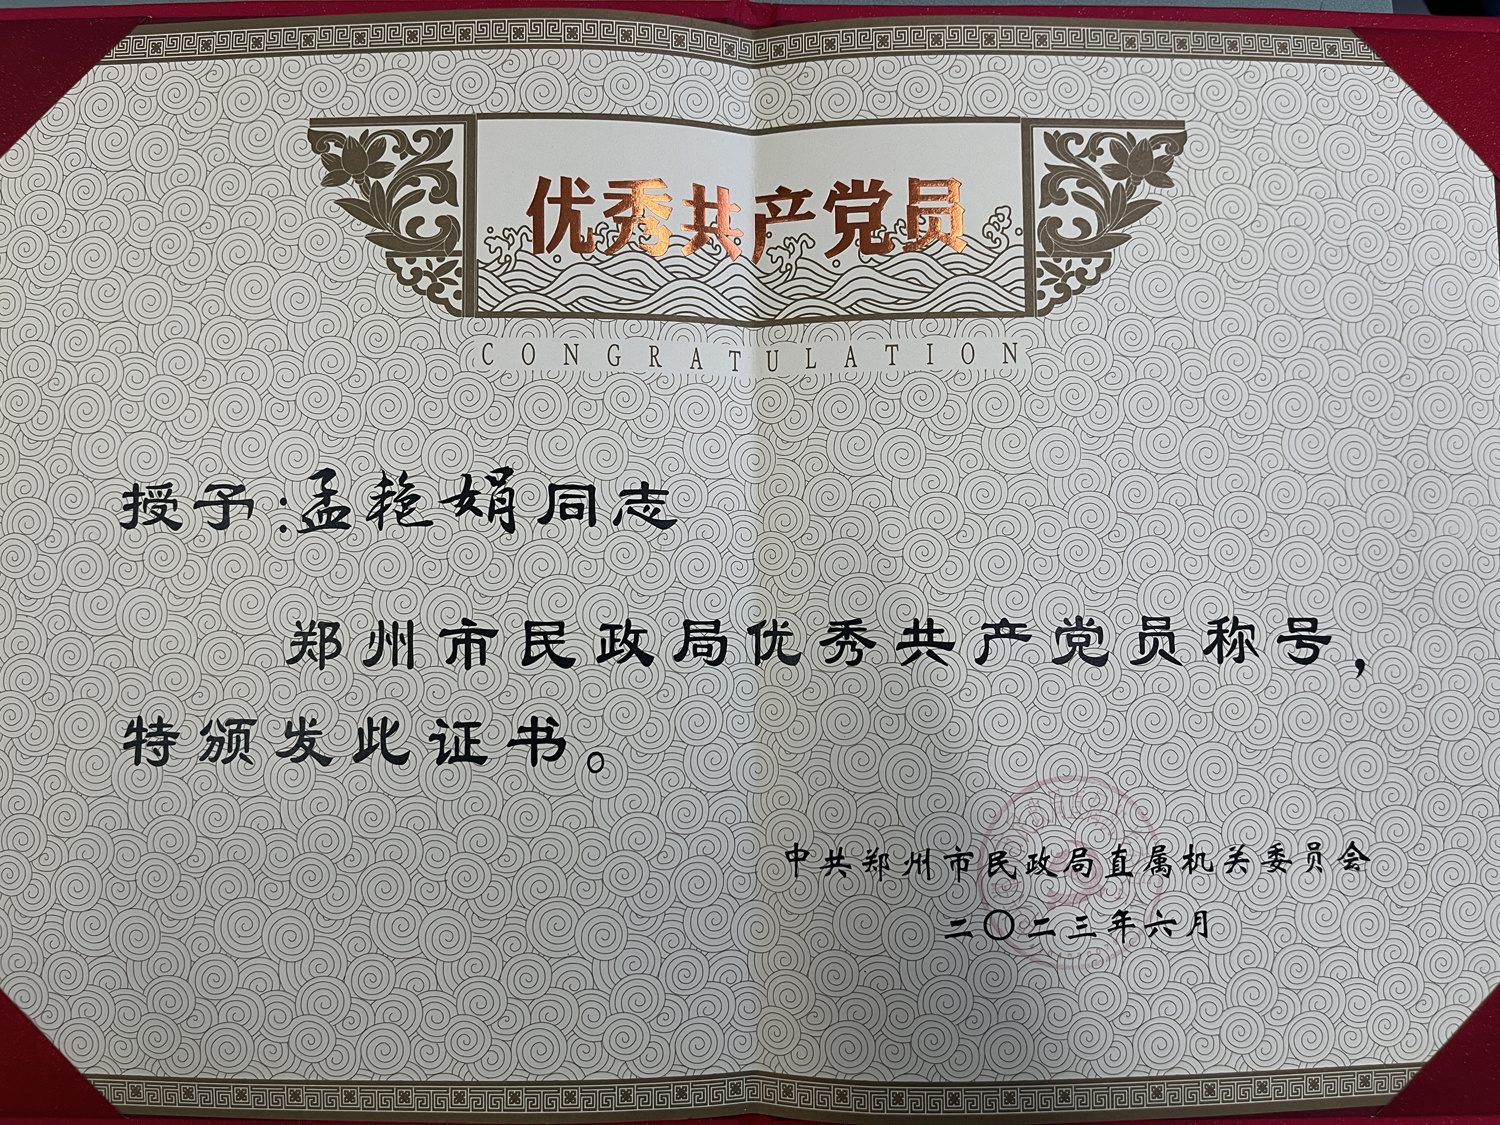 优秀共产党员
CONGRATULATION
授予:孟艳娟同志
郑州市民政局优秀共产党员称号,
特颁发此证书。
中共郑州市民政局直属机关委员会
二〇二三年六月